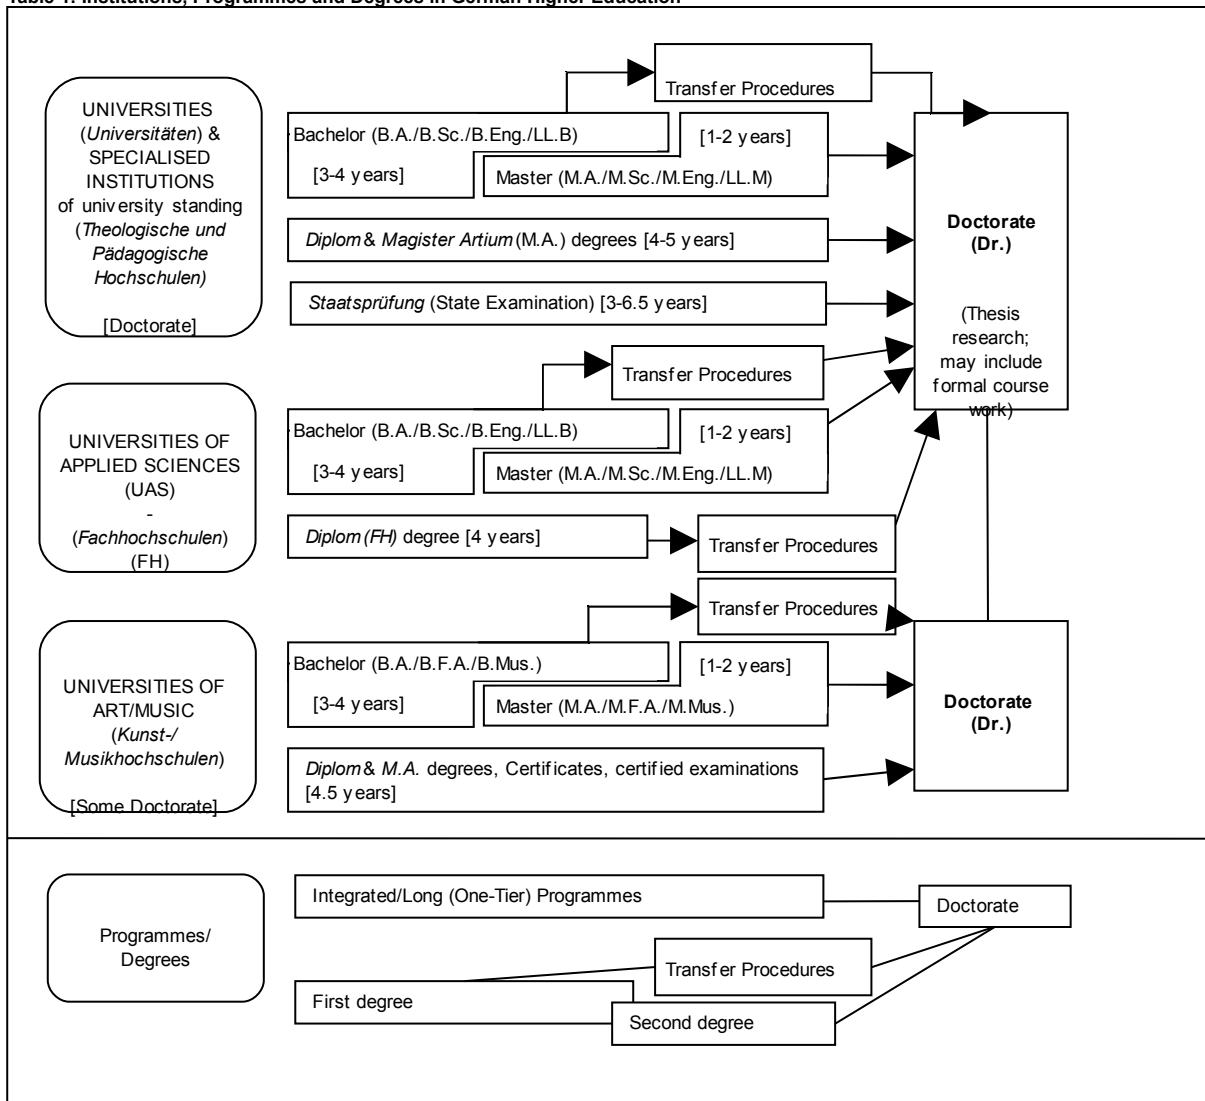 Table 1: Institutions, Programmes and Degrees in German Higher Education
UNIVERSITIES
(Universitäten) &
SPECIALISED
INSTITUTIONS
of university standing
(Theologische und
Pädagogische
Hochschulen)
[Doctorate]
Transfer Procedures
Bachelor (B.A./B.Sc./B.Eng./LL.B)
[3-4 years]
[1-2 years]
Master (M.A./M.Sc./M.Eng./LL.M)
Diplom & Magister Artium (M.A.) degrees [4-5 years]
Staatsprüfung (State Examination) [3-6.5 years]
Doctorate
(Dr.)
(Thesis
research;
may include
formal course
work)
UNIVERSITIES OF
APPLIED SCIENCES
(UAS)
-
(Fachhochschulen)
(FH)
Transfer Procedures
Bachelor (B.A./B.Sc./B.Eng./LL.B)
[3-4 years]
[1-2 years]
Master (M.A./M.Sc./M.Eng./LL.M)
Diplom (FH) degree [4 years]
Transfer Procedures
UNIVERSITIES OF
ART/MUSIC
(Kunst-/
Musikhochschulen)
[Some Doctorate]
Transfer Procedures
Bachelor (B.A./B.F.A./B.Mus.)
[3-4 years]
[1-2 years]
Master (M.A./M.F.A./M.Mus.)
Diplom & M.A. degrees, Certificates, certified examinations
[4.5 years]
Doctorate
(Dr.)
Programmes/
Degrees
Integrated/Long (One-Tier) Programmes
Doctorate
Transfer Procedures
First degree
Second degree